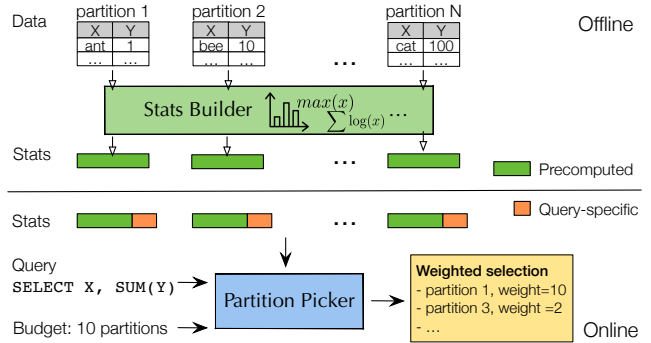 Data
partition 1
partition 2
partition N
Offline
X Y
X Y
X Y
ant 1
bee 10
cat 100
... ...
... ...
...
... ...
Stats Builder
max(x)
∑ log(x) ...
Stats
...
Precomputed
Stats
...
Query-specific
Query
SELECT X, SUM(Y)
Partition Picker
Weighted selection
- partition 1, weight=10
- partition 3, weight =2
- ...
Budget: 10 partitions
Online